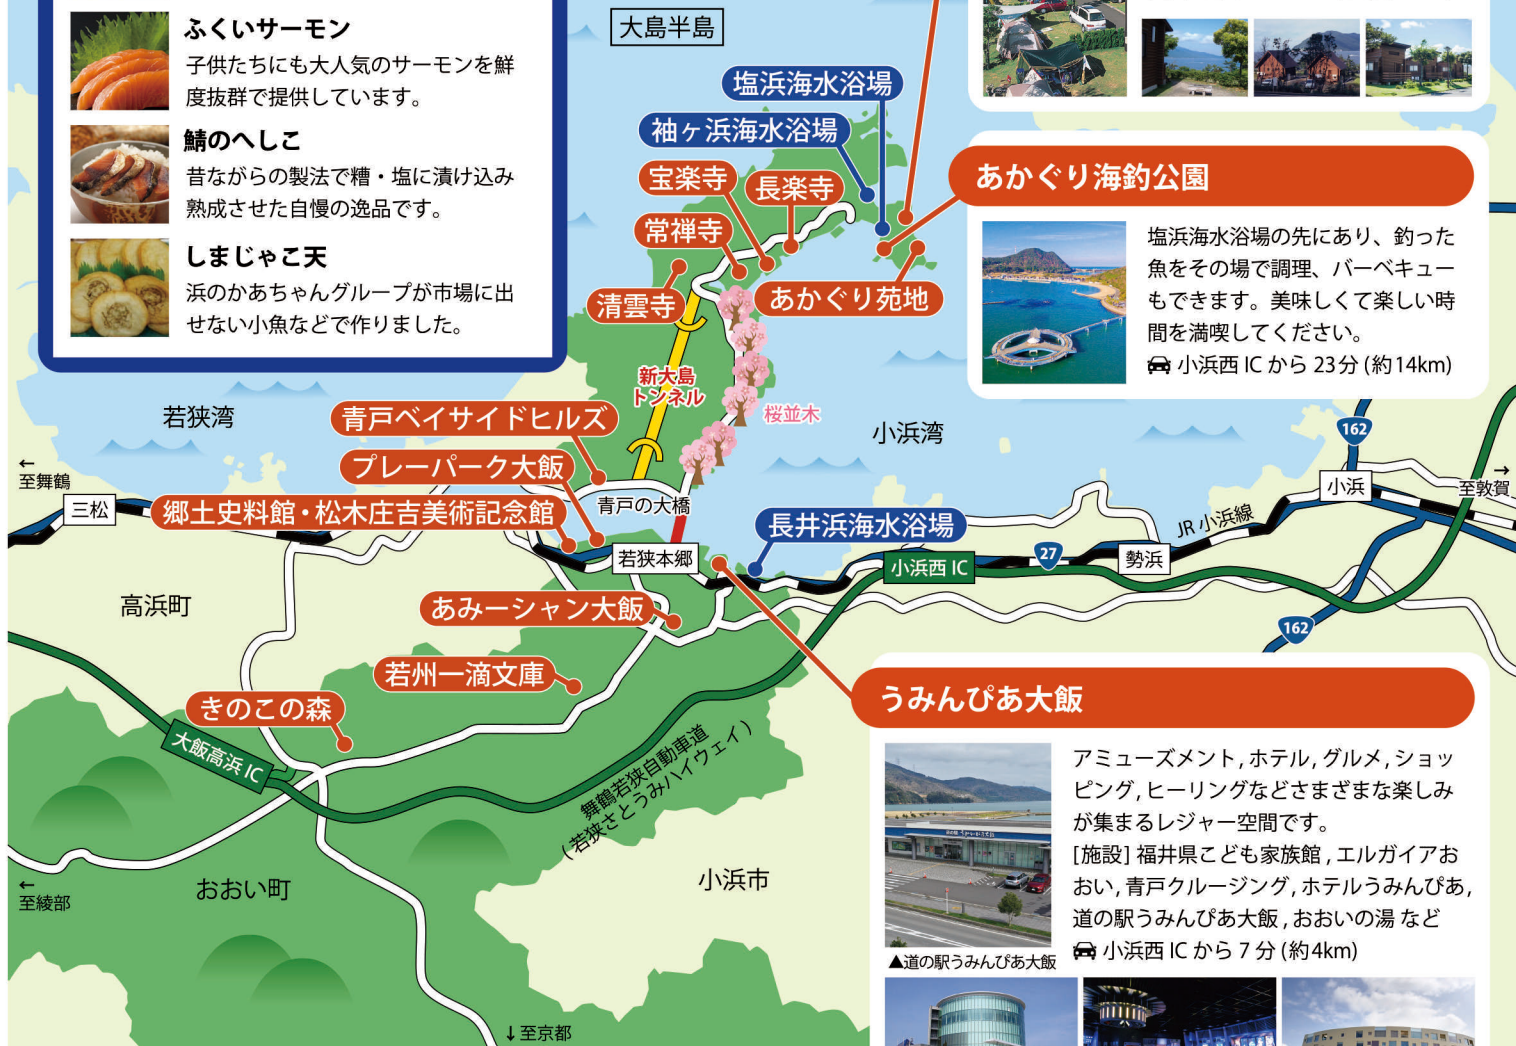 ふくいサーモン
子供たちにも大人気のサーモンを鮮
度抜群で提供しています。
鯖のへしこ
昔ながらの製法で糟・塩に漬け込み
熟成させた自慢の逸品です。
しまじゃこ天
浜のかあちゃんグループが市場に出
せない小魚などで作りました。
大島半島
塩浜海水浴場
袖ヶ浜海水浴場
宝楽寺
長楽寺
常禅寺
清雲寺
あかぐり苑地
新大島
トンネル
桜並木
あかぐり海釣公園
塩浜海水浴場の先にあり、釣った
魚をその場で調理、バーベキュー
もできます。美味しくて楽しい時
間を満喫してください。
小浜西 IC から 23分 (約14km)
若狭湾
小浜湾
青戸ベイサイドヒルズ
プレーパーク大飯
郷土史料館・松木庄吉美術記念館
青戸の大橋
長井浜海水浴場
←
至舞鶴
三松
若狭本郷
小浜西 IC
27
勢浜
JR 小浜線
小浜
162
→
至敦賀
162
高浜町
あみーシャン大飯
若州一滴文庫
きのこの森
大飯高浜 IC
舞鶴若狭自動車道
(若狭さとうみハイウェイ)
小浜市
おおい町
←
至綾部
↓至京都
うみんぴあ大飯
アミューズメント, ホテル, グルメ, ショッ
ピング, ヒーリングなどさまざまな楽しみ
が集まるレジャー空間です。
[施設] 福井県こども家族館, エルガイアお
おい, 青戸クルージング, ホテルうみんぴあ,
道の駅うみんぴあ大飯, おおいの湯 など
小浜西 IC から 7 分 (約4km)
▲道の駅うみんぴあ大飯